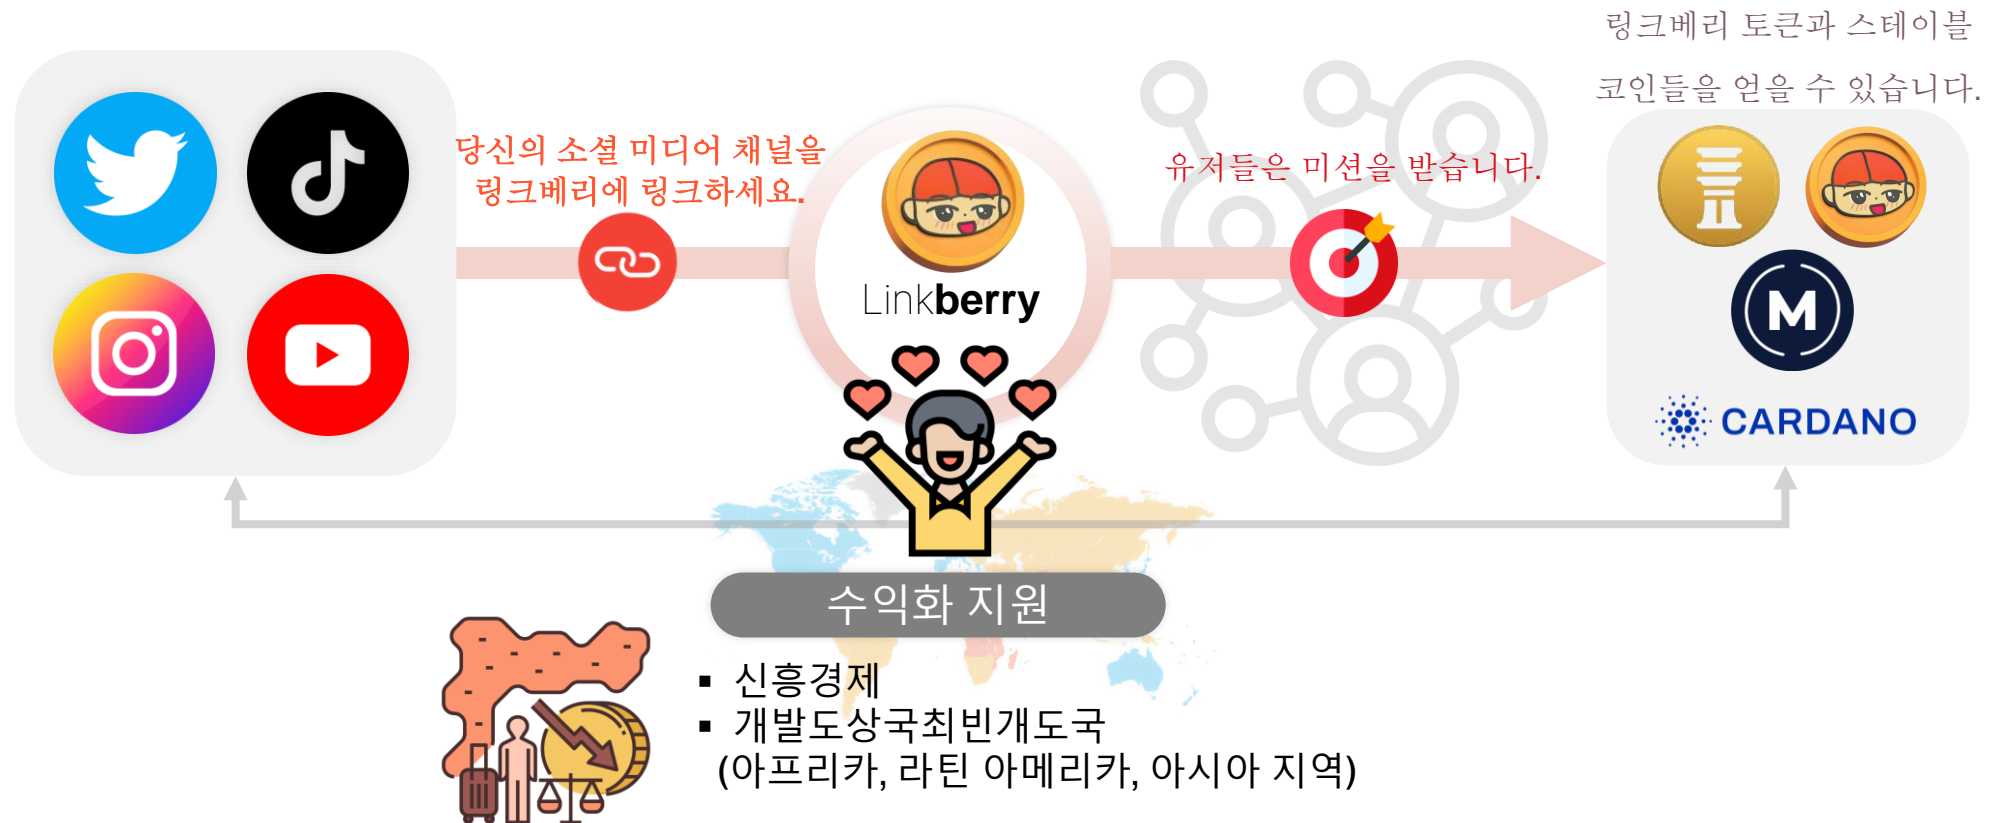 링크베리 토큰과 스테이블
코인들을 얻을 수 있습니다.
당신의 소셜 미디어 채널을
링크베리에 링크하세요.
Linkberry
유저들은 미션을 받습니다.
M
CARDANO
수익화 지원
▪ 신흥경제
▪ 개발도상국최빈개도국
(아프리카, 라틴 아메리카, 아시아 지역)